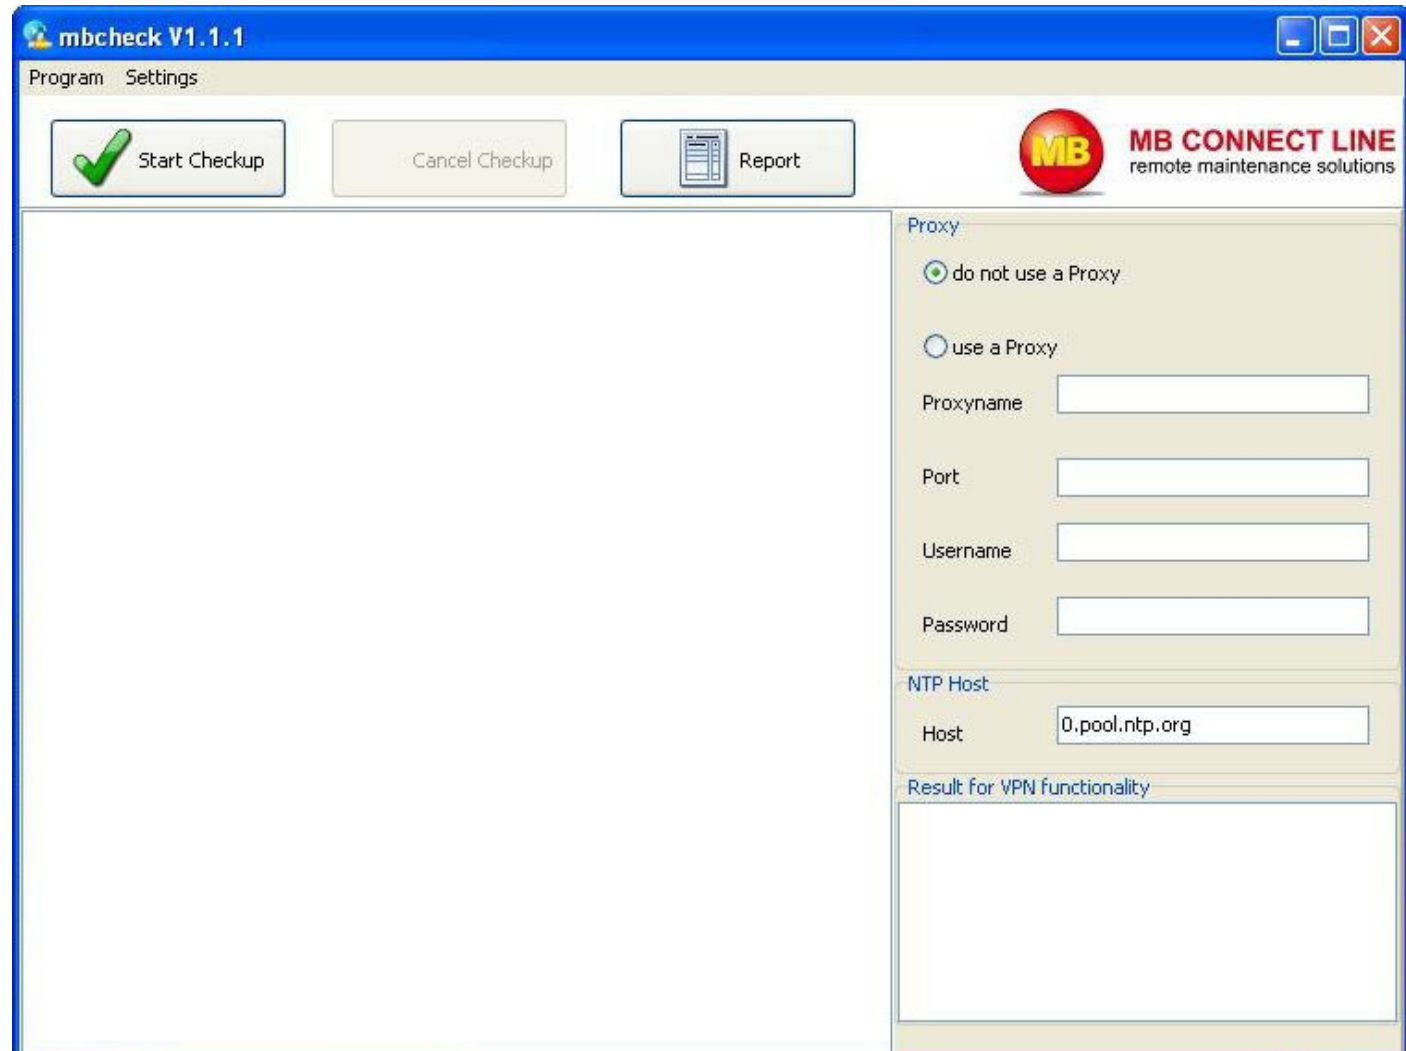 mbcheck V1.1.1
Program Settings
Start Checkup
Cancel Checkup
Report
MB
MB CONNECT LINE
remote maintenance solutions
Proxy
do not use a Proxy
use a Proxy
Proxyname
Port
Username
Password
NTP Host
Host 0.pool.ntp.org
Result for VPN functionality